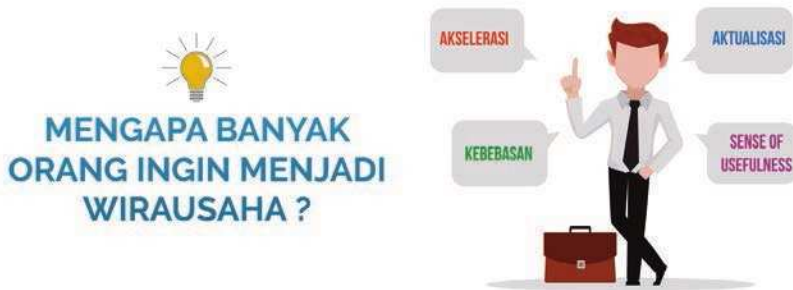 MENGAPA BANYAK
ORANG INGIN MENJADI
WIRAUSAHA ?
AKSELERASI
AKTUALISASI
KEBEBASAN
SENSE OF
USEFULNESS